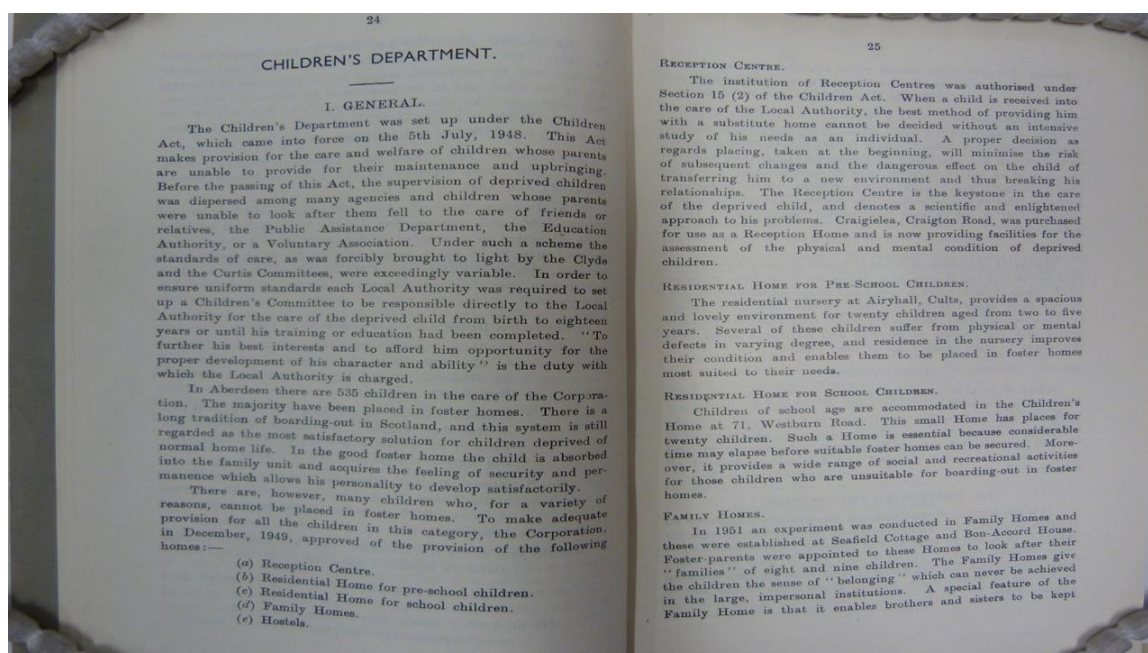 24
CHILDREN'S DEPARTMENT.
I. GENERAL.
The Children's Department was set up under the Children
Act, which came into force on the 5th July, 1948. This Act
makes provision for the care and welfare of children whose parents
are unable to provide for their maintenance and upbringing.
Before the passing of this Act, the supervision of deprived children
was dispersed among many agencies and children whose parents
were unable to look after them fell to the care of friends or
relatives, the Public Assistance Department, the Education
Authority, or a Voluntary Association. Under such a scheme the
standards of care, as was forcibly brought to light by the Clyde
and the Curtis Committees, were exceedingly variable. In order to
ensure uniform standards each Local Authority was required to set
up a Children's Committee to be responsible directly to the Local
Authority for the care of the deprived child from birth to eighteen
years or until his training or education had been completed. "To
further his best interests and to afford him opportunity for the
proper development of his character and ability" is the duty with
which the Local Authority is charged.
In Aberdeen there are 535 children in the care of the Corpora-
tion. The majority have been placed in foster homes. There is a
long tradition of boarding-out in Scotland, and this system is still
regarded as the most satisfactory solution for children deprived of
normal home life. In the good foster home the child is absorbed
into the family unit and acquires the feeling of security and per-
manence which allows his personality to develop satisfactorily.
There are, however, many children who, for a variety of
reasons, cannot be placed in foster homes. To make adequate
provision for all the children in this category, the Corporation,
in December, 1949, approved of the provision of the following
homes:—
(a) Reception Centre.
(b) Residential Home for pre-school children.
(c) Residential Home for school children.
(d) Family Homes.
(e) Hostels.
25
RECEPTION CENTRE.
The institution of Reception Centres was authorised under
Section 15 (2) of the Children Act. When a child is received into
the care of the Local Authority, the best method of providing him
with a substitute home cannot be decided without an intensive
study of his needs as an individual. A proper decision as
regards placing, taken at the beginning, will minimise the risk
of subsequent changes and the dangerous effect on the child of
transferring him to a new environment and thus breaking his
relationships. The Reception Centre is the keystone in the care
of the deprived child, and denotes a scientific and enlightened
approach to his problems. Craigielea, Craigton Road, was purchased
for use as a Reception Home and is now providing facilities for the
assessment of the physical and mental condition of deprived
children.
RESIDENTIAL HOME FOR PRE-SCHOOL CHILDREN.
The residential nursery at Airyhall, Cults, provides a spacious
and lovely environment for twenty children aged from two to five
years. Several of these children suffer from physical or mental
defects in varying degree, and residence in the nursery improves
their condition and enables them to be placed in foster homes
most suited to their needs.
RESIDENTIAL HOME FOR SCHOOL CHILDREN.
Children of school age are accommodated in the Children's
Home at 71, Westburn Road. This small Home has places for
twenty children. Such a Home is essential because considerable
time may elapse before suitable foster homes can be secured. More-
over, it provides a wide range of social and recreational activities
for those children who are unsuitable for boarding-out in foster
homes.
FAMILY HOMES.
In 1951 an experiment was conducted in Family Homes and
these were established at Seafield Cottage and Bon-Accord House.
Foster-parents were appointed to these Homes to look after their
"families" of eight and nine children. The Family Homes give
the children the sense of "belonging" which can never be achieved
in the large, impersonal institutions. A special feature of the
Family Home is that it enables brothers and sisters to be kept